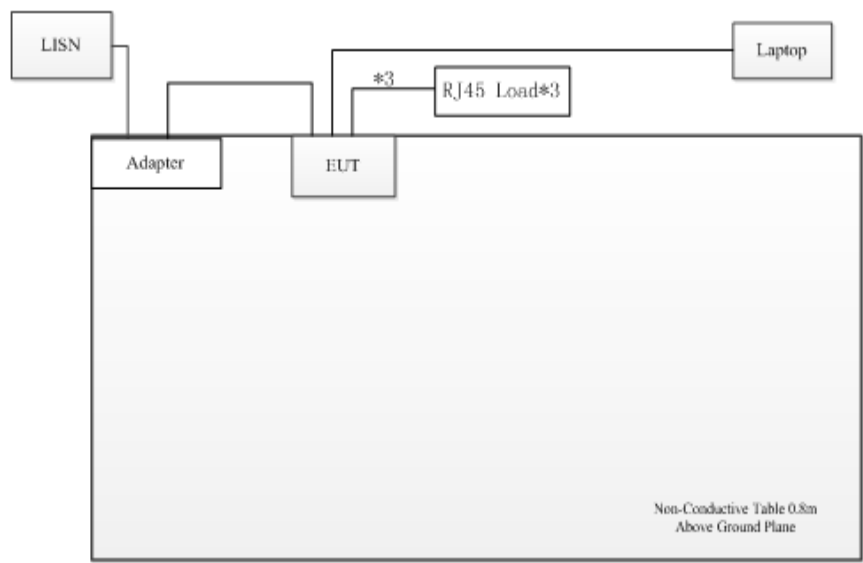 LISN
Laptop
*3
RJ45 Load*3
Adapter
EUT
Non-Conductive Table 0.8m
Above Ground Plane